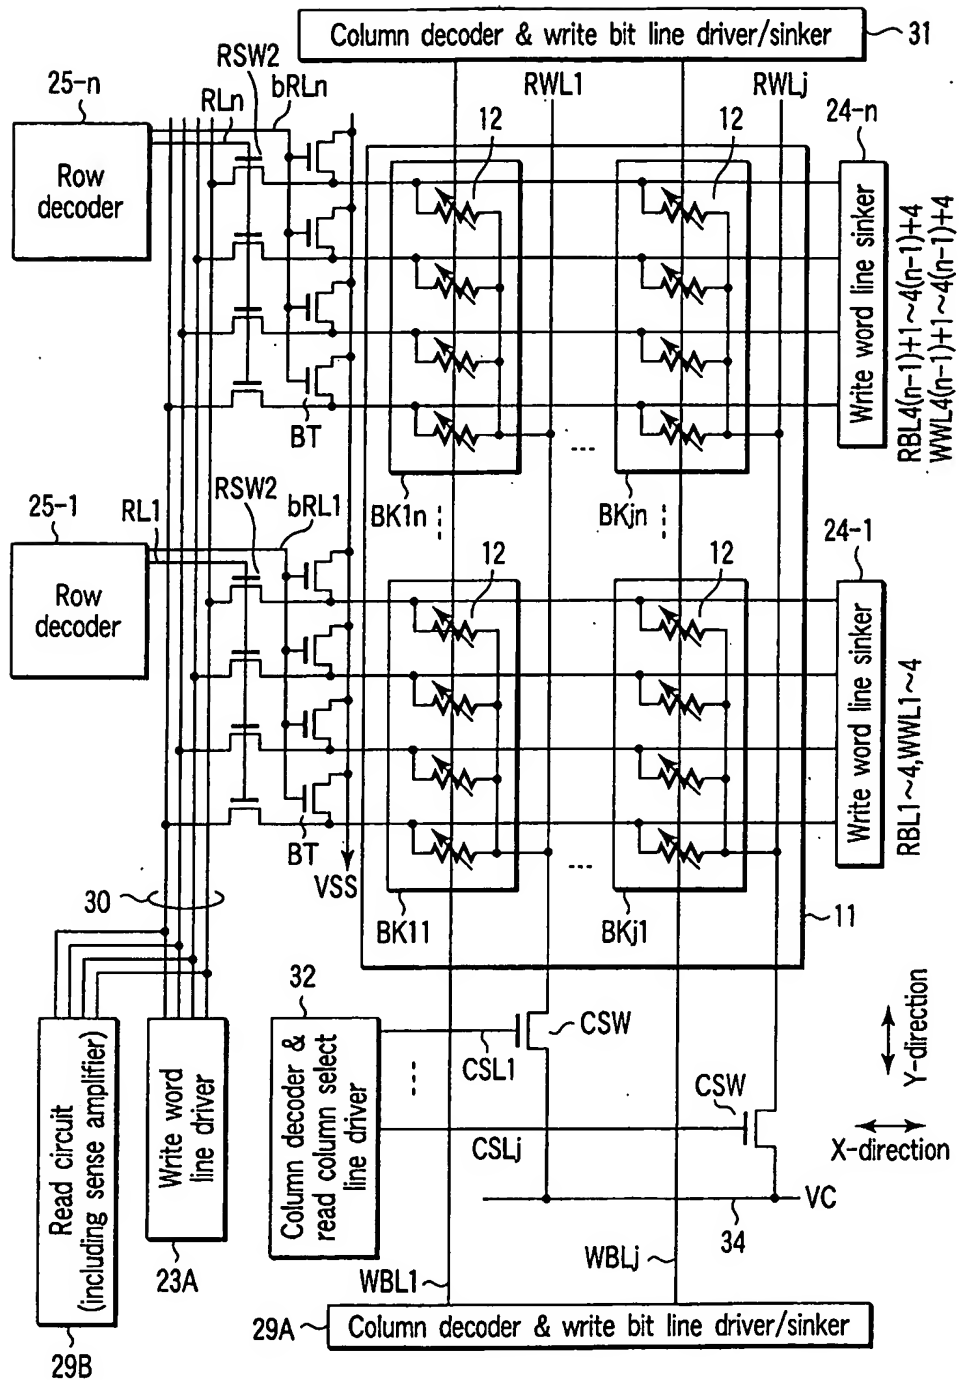 Column decoder & write bit line driver/sinker
31
RSW2
25-n
bRLn
RLn
RWL1
RWLj
24-n
12
12
Row
decoder
Write word line sinker
RBL4(n-1)+1~4(n-1)+4
WWL4(n-1)+1~4(n-1)+4
BT
...
BK1n
BKjn
RSW2
25-1
RL1
bRL1
24-1
12
12
Row
decoder
Write word line sinker
RBL1~4,WWL1~4
BT
VSS
...
30
BK11
BKj1
11
32
Read circuit
(including sense amplifier)
Write word
line driver
Column decoder &
read column select
line driver
CSL1
CSW
CSW
CSLj
Y-direction
X-direction
VC
34
23A
WBL1
WBLj
29A
Column decoder & write bit line driver/sinker
29B